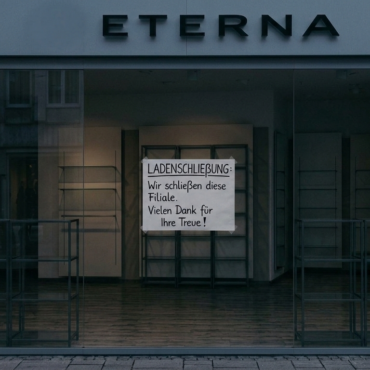 ETERNA
LADENSCHLIEßUNG:
Wir schließen diese
Filiale.
Vielen Dank für
Ihre Treue!